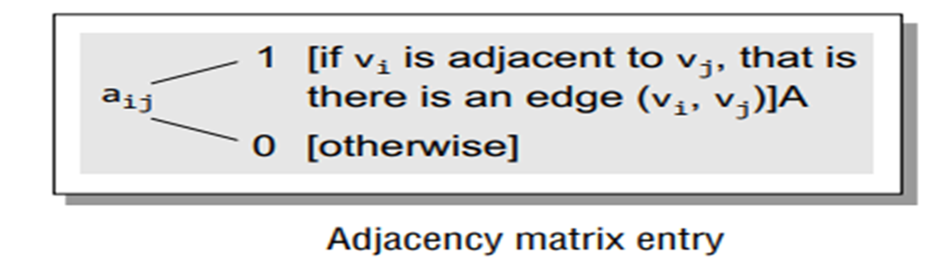 1 [if vi is adjacent to vj, that is
aij there is an edge (vi, vj)]A
0 [otherwise]
Adjacency matrix entry